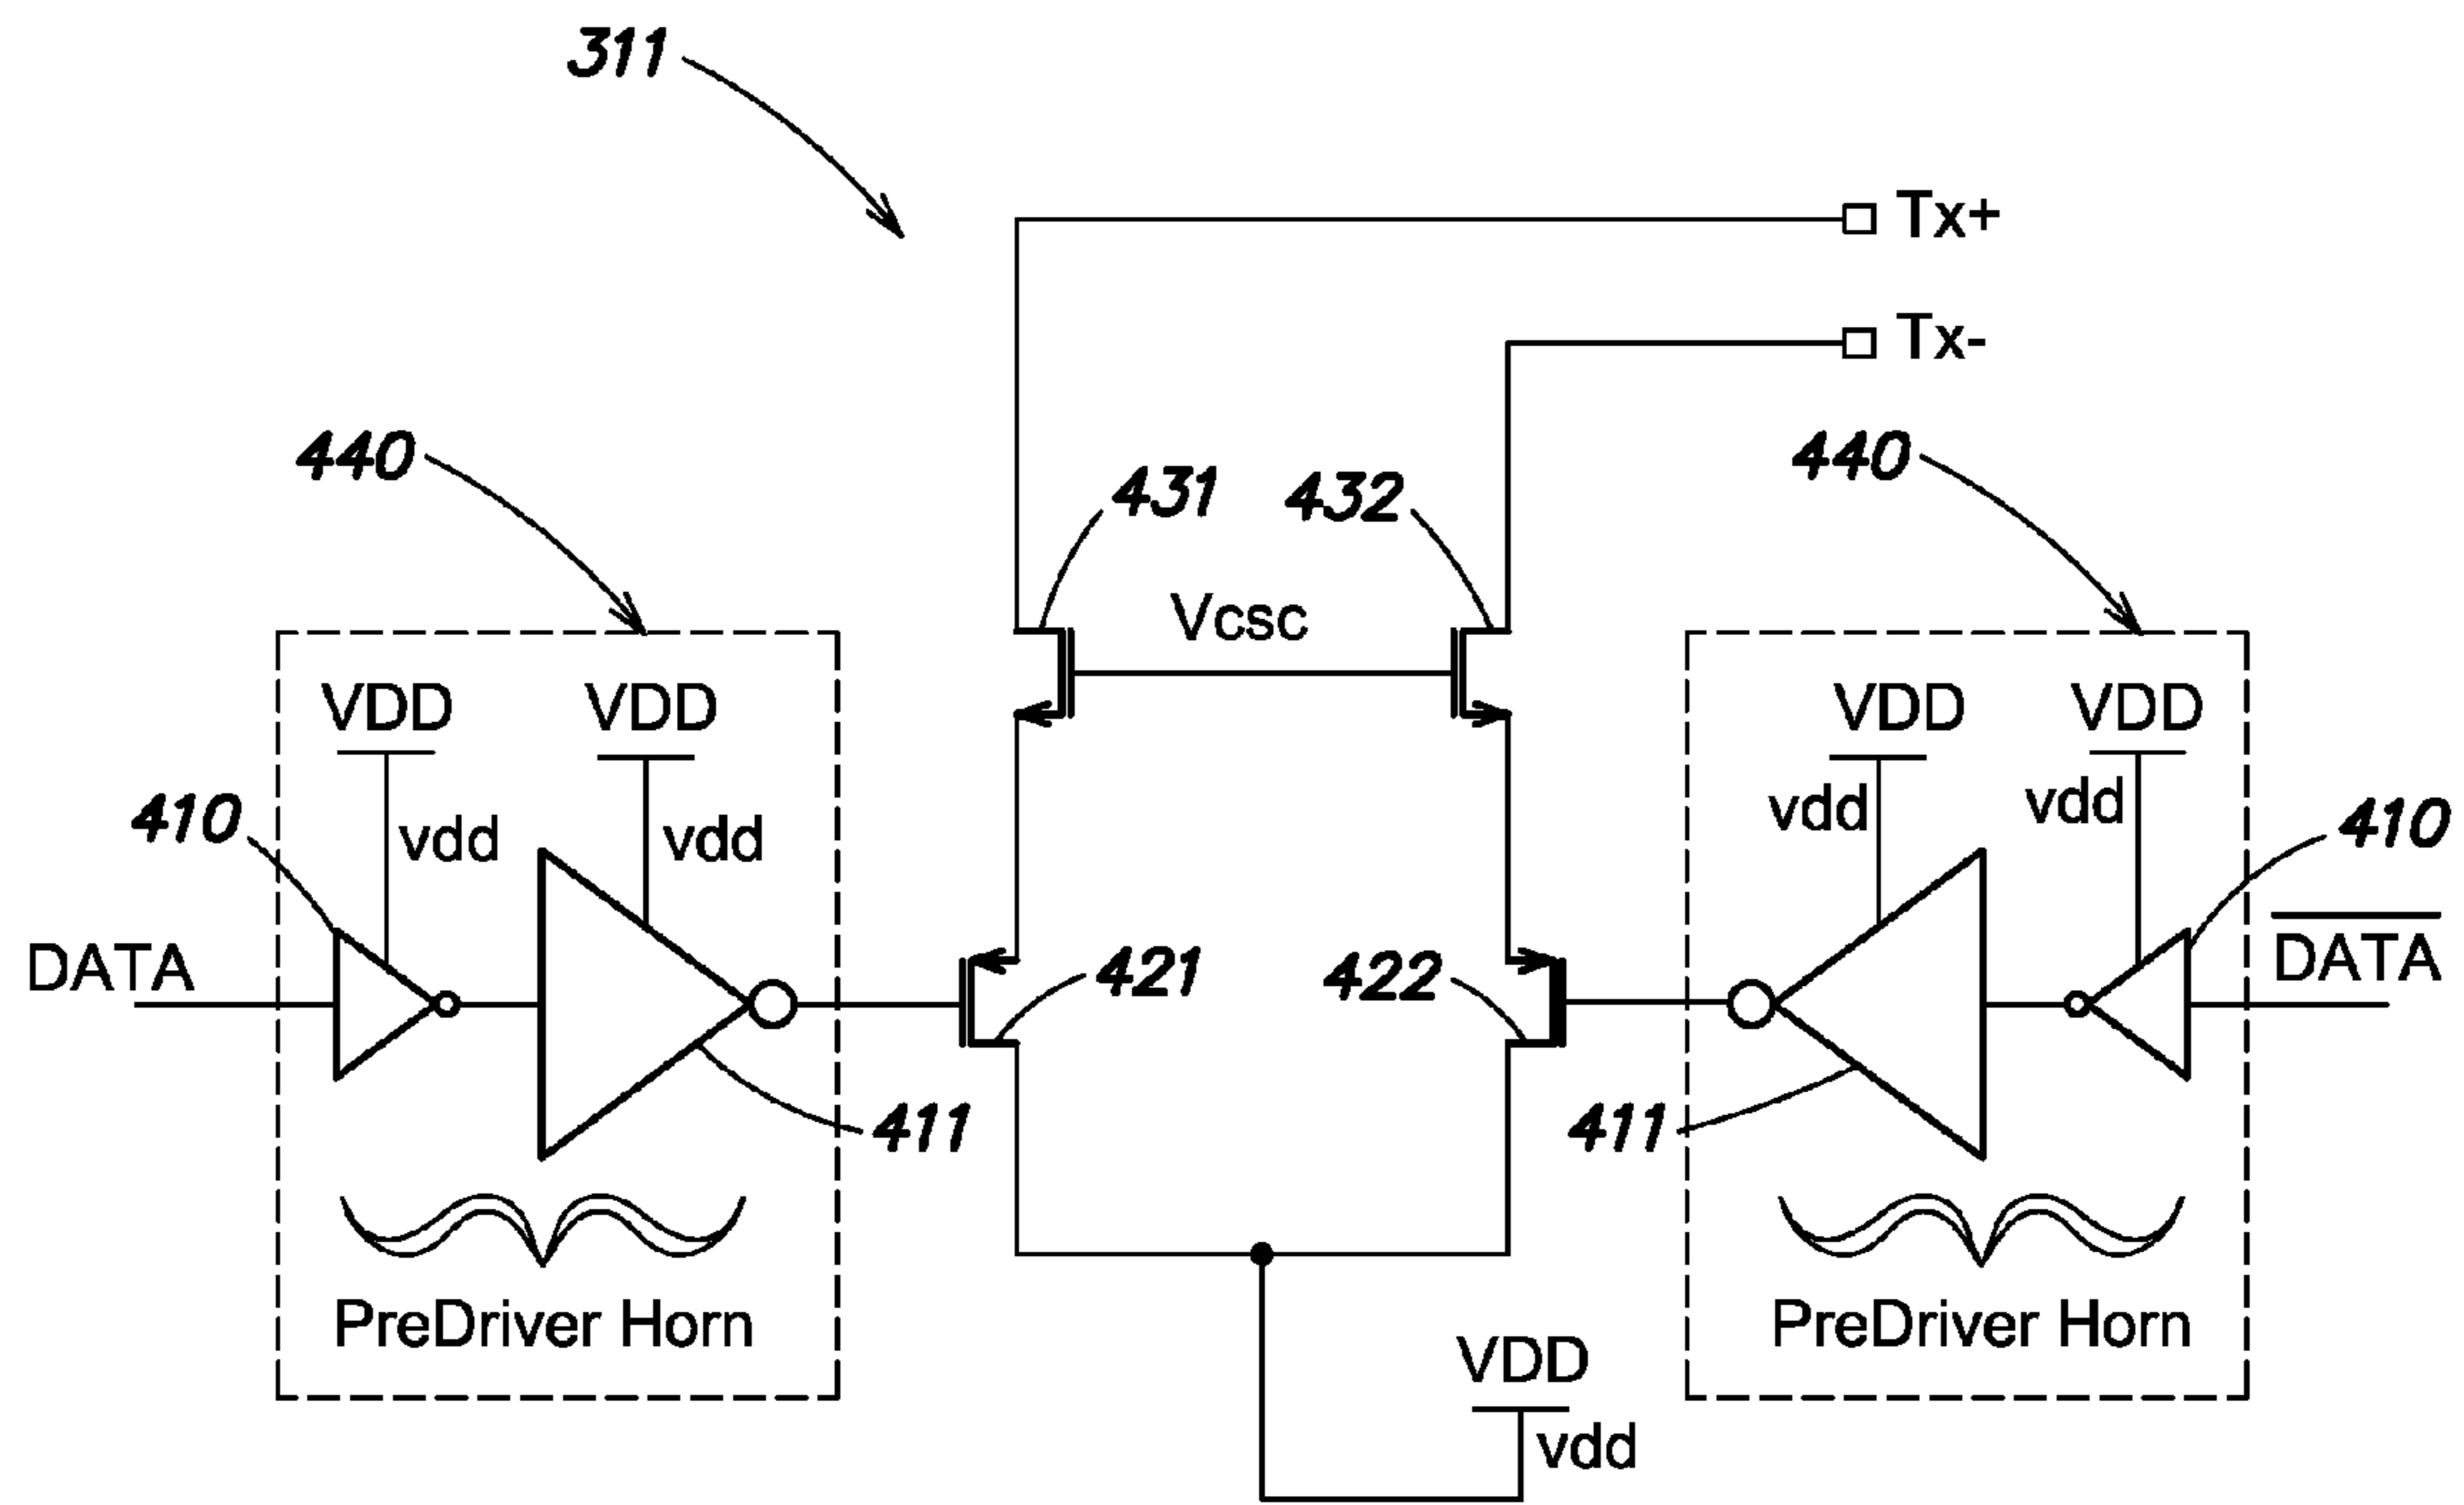 311
Tx+
Tx-
440
440
431
432
Vcsc
VDD
VDD
VDD
VDD
410
vdd
vdd
vdd
vdd
410
DATA
421
422
DATA
411
411
PreDriver Horn
PreDriver Horn
VDD
vdd